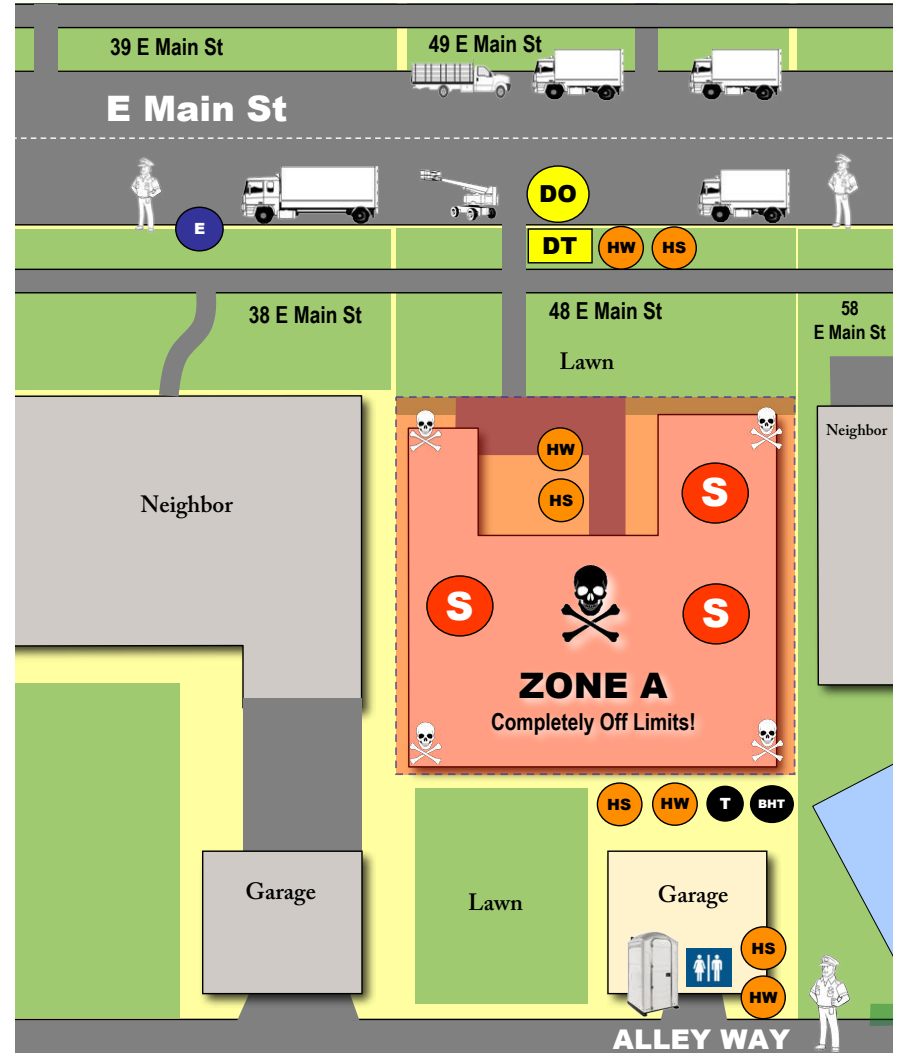 39 E Main St
49 E Main St
E Main St
DO
E
DT
HW
HS
38 E Main St
48 E Main St
58
E Main St
Lawn
Neighbor
HW
S
HS
Neighbor
S
S
ZONE A
Completely Off Limits!
HS
HW
T
BHT
Garage
Lawn
Garage
HS
HW
ALLEY WAY